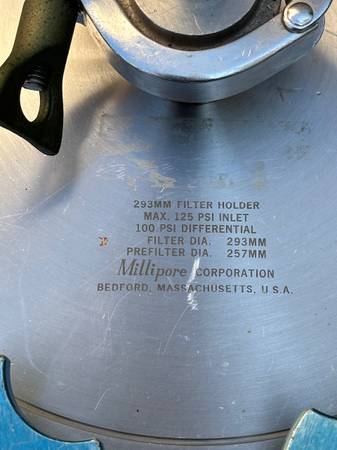 293MM FILTER HOLDER
MAX. 125 PSI INLET
100 PSI DIFFERENTIAL
FILTER DIA. 293MM
PREFILTER DIA. 257MM
Millipore CORPORATION
BEDFORD, MASSACHUSETTS, U.S.A.